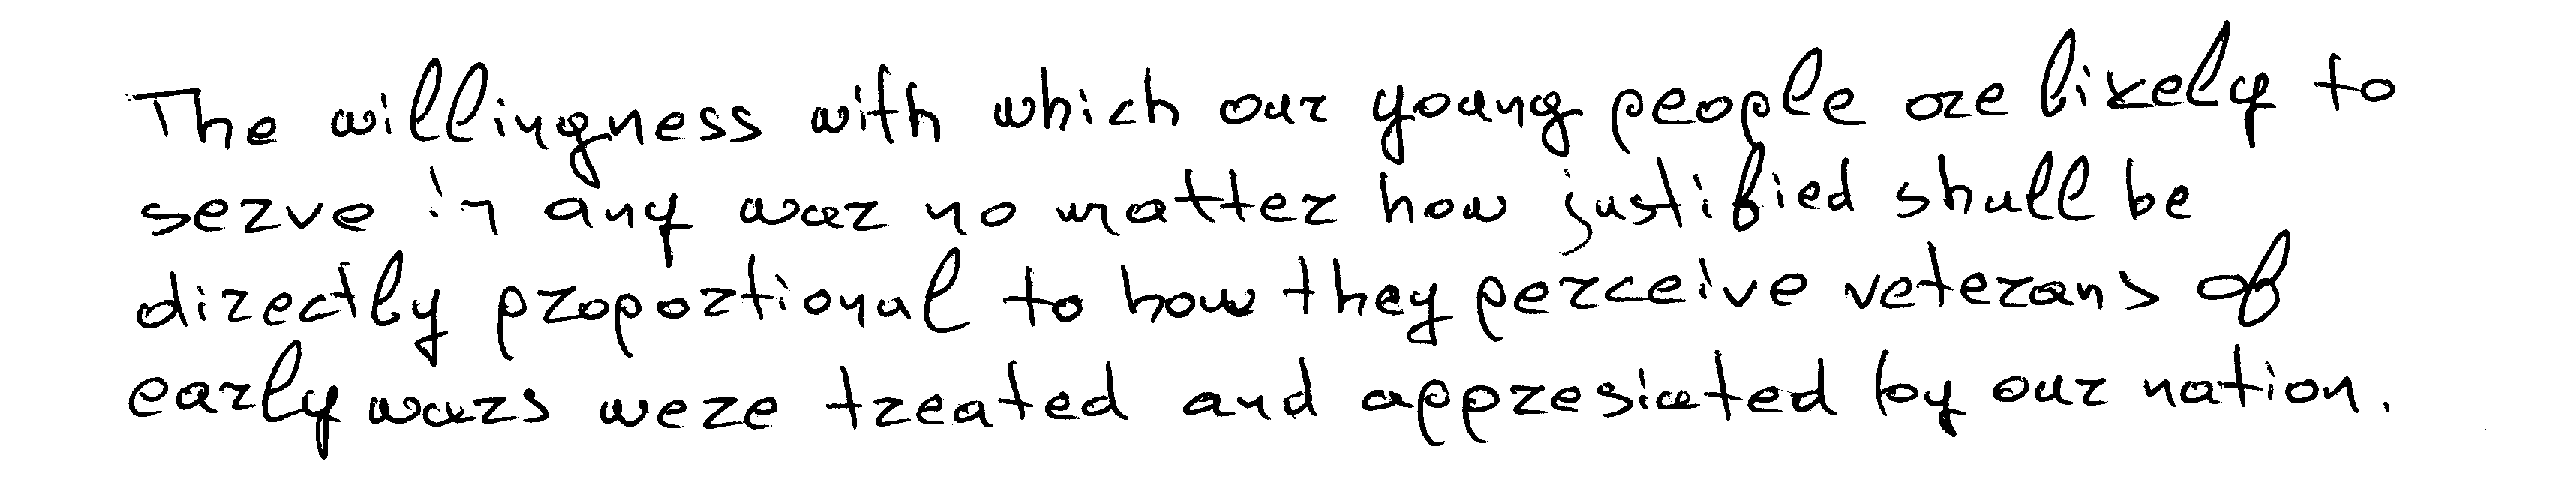 The willingness with which our young people are likely to
serve in any war no matter how justified shall be
directly proportional to how they perceive veterans of
early wars were treated and appresiated by our nation.